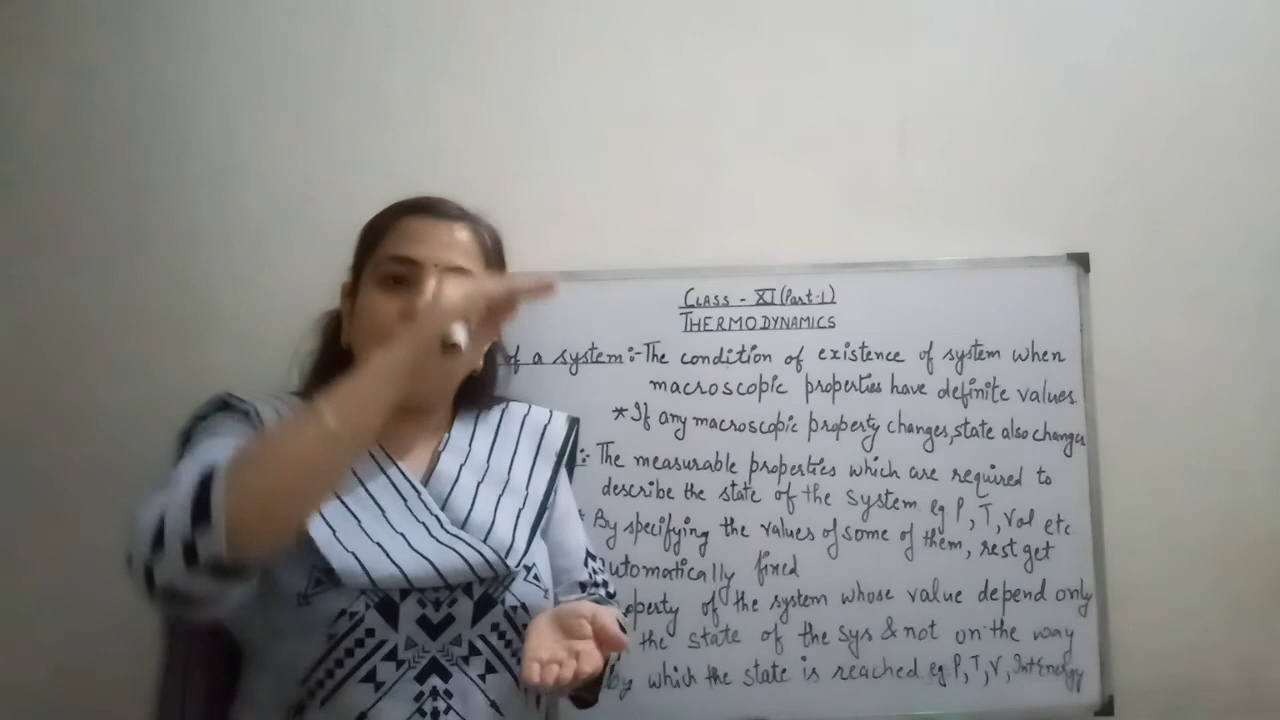 CLASS - XI (Part-1)
THERMODYNAMICS
of a system :- The condition of existence of system when
macroscopic properties have definite values.
* If any macroscopic property changes, state also changes
:- The measurable properties which are required to
describe the state of the system eg P, T, Vol etc
* By specifying the values of some of them, rest get
utomatically fixed
operty of the system whose value depend only
the state of the sys & not on the way
by which the state is reached eg P, T, V, Int Energy